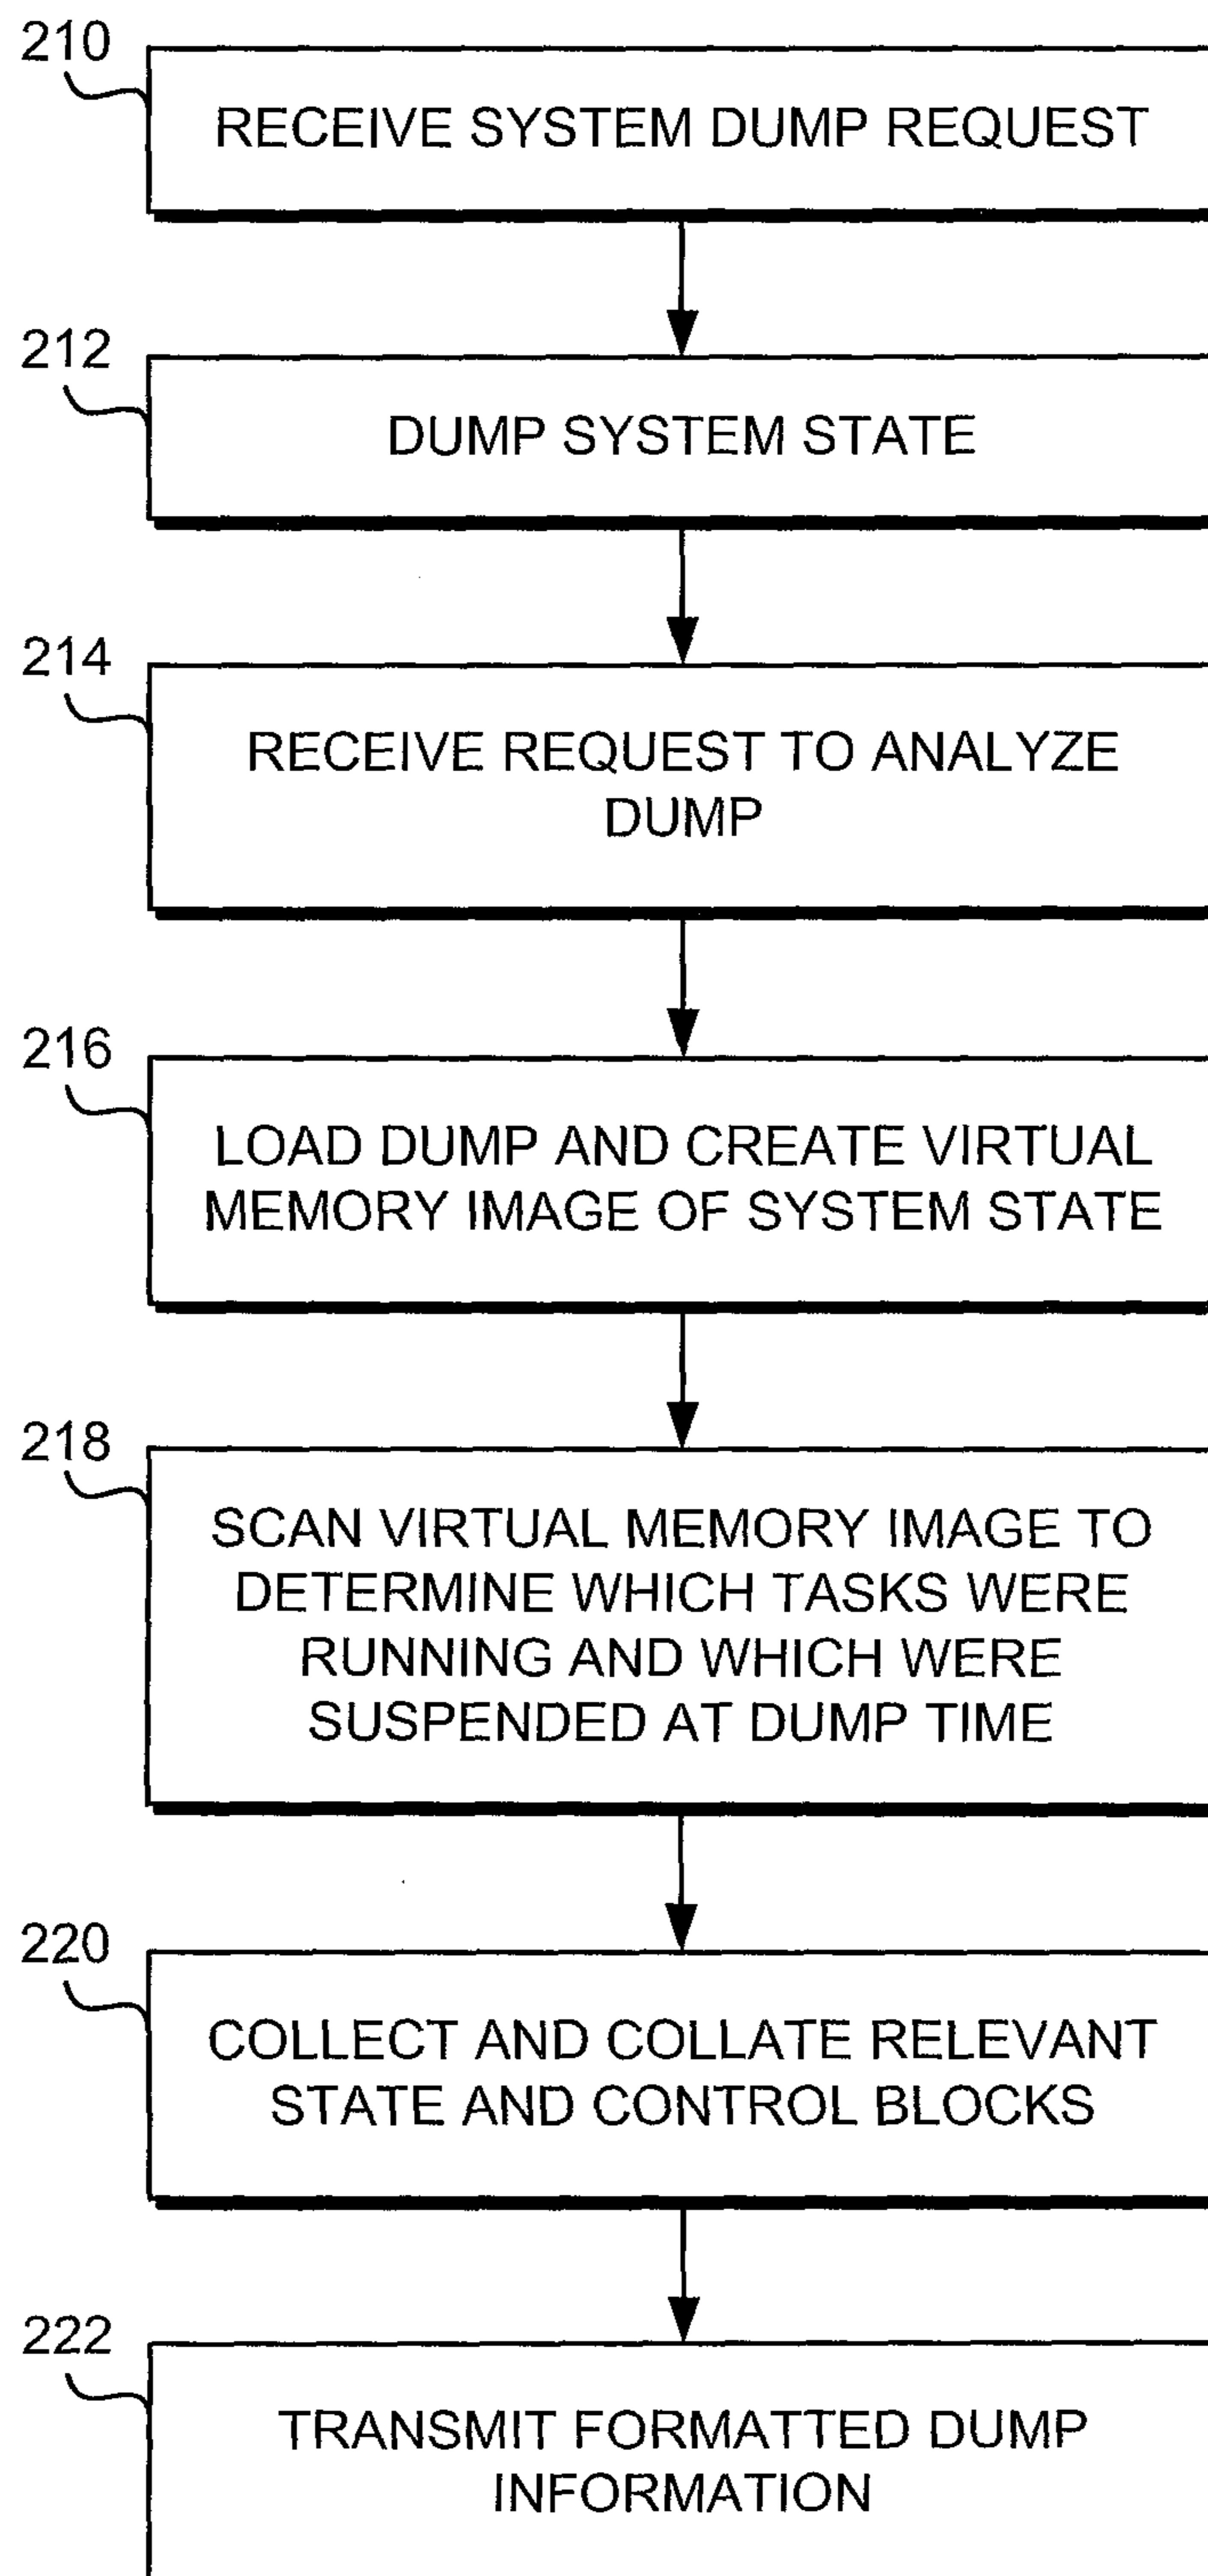 210
RECEIVE SYSTEM DUMP REQUEST
212
DUMP SYSTEM STATE
214
RECEIVE REQUEST TO ANALYZE
DUMP
216
LOAD DUMP AND CREATE VIRTUAL
MEMORY IMAGE OF SYSTEM STATE
218
SCAN VIRTUAL MEMORY IMAGE TO
DETERMINE WHICH TASKS WERE
RUNNING AND WHICH WERE
SUSPENDED AT DUMP TIME
220
COLLECT AND COLLATE RELEVANT
STATE AND CONTROL BLOCKS
222
TRANSMIT FORMATTED DUMP
INFORMATION